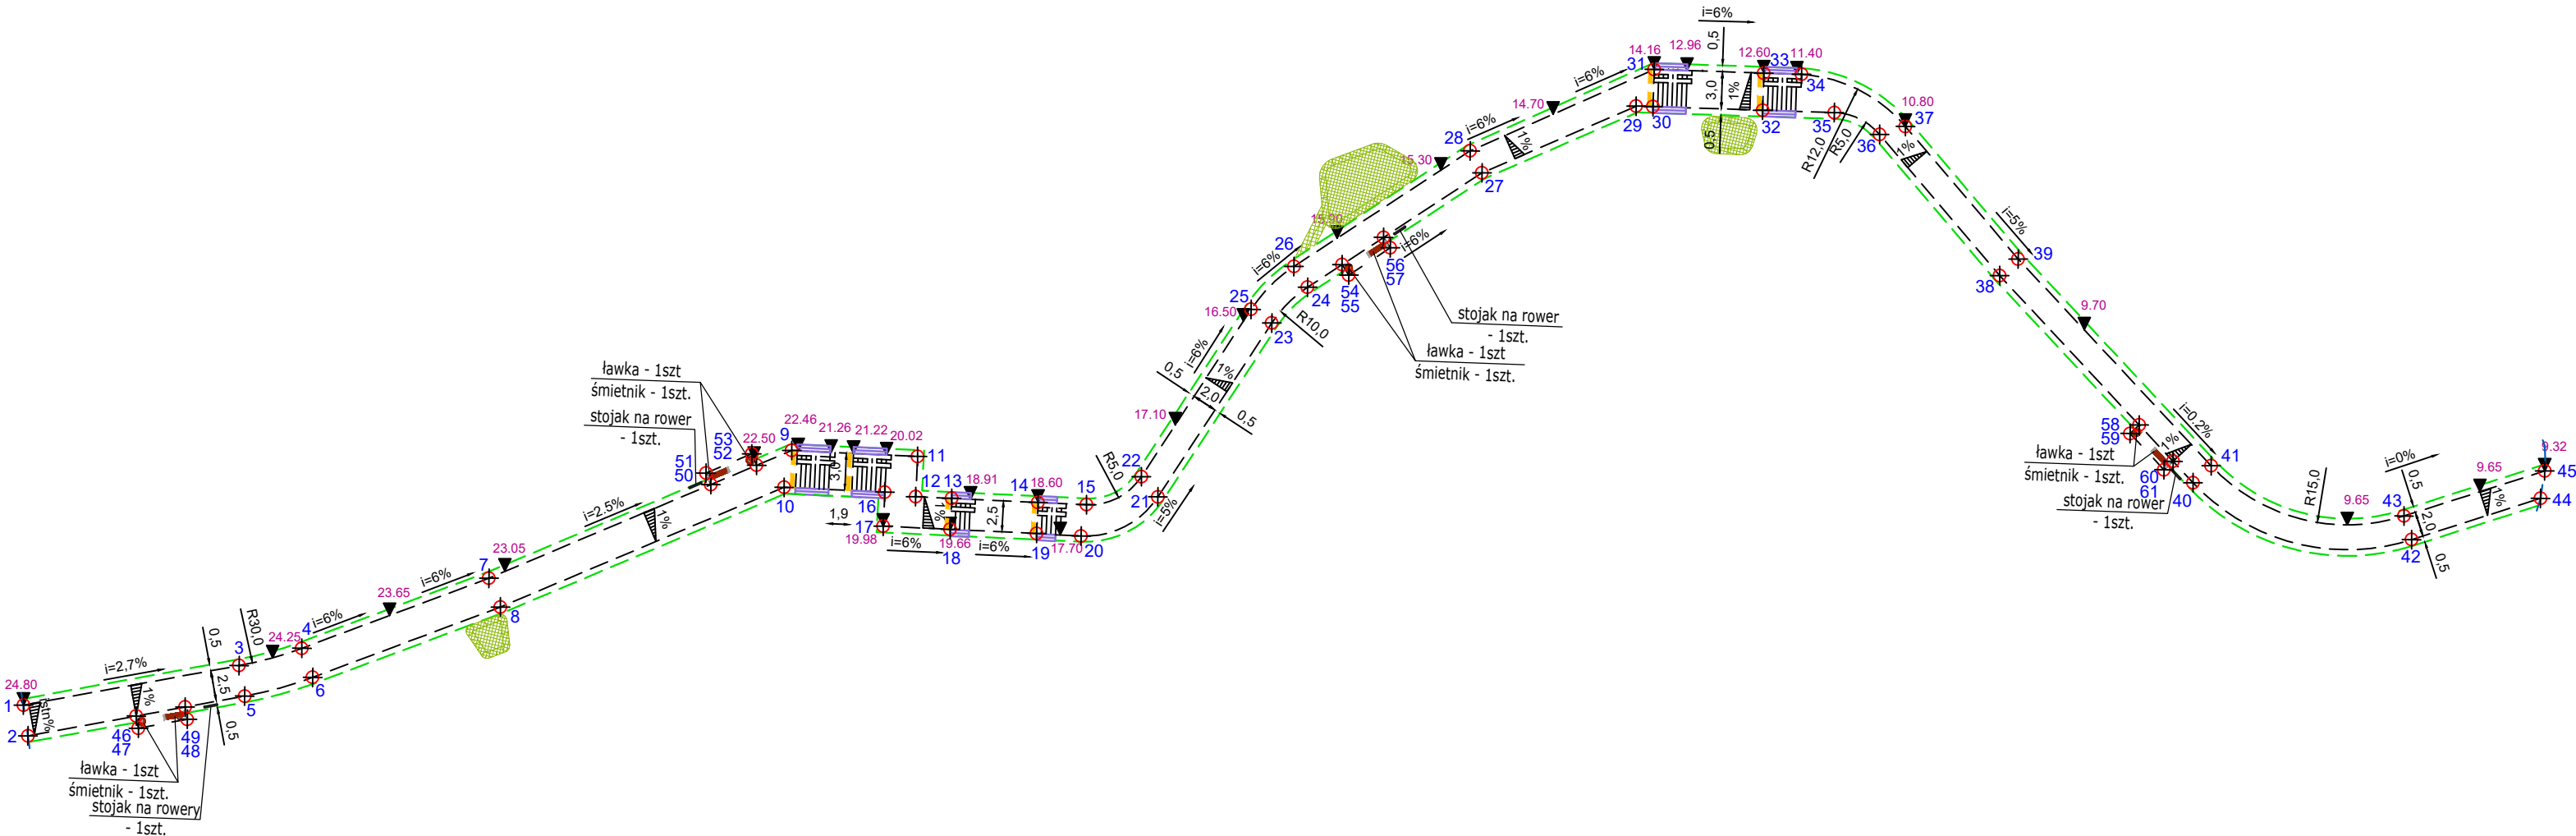 24.80
1
2
istn%
i=2,7%
1%
46
47
49
48
ławka - 1szt
śmietnik - 1szt.
stojak na rowery
- 1szt.
0,5
2,5
0,5
3
R30,0
24.25
4
5
6
i=6%
23.65
i=6%
7
23.05
8
i=2.5%
1%
ławka - 1szt
śmietnik - 1szt.
stojak na rower
- 1szt.
51
50
53
52
22.50
9
10
22.46
21.26
21.22
20.02
3,0
1,9
11
12
16
17
19.98
1%
13
18.91
i=6%
18
19.66
2,5
i=6%
14
18.60
19
17.70
15
20
R5,0
22
21
i=5%
17.10
0,5
2,0
0,5
1%
i=6%
16.50
25
23
R10,0
i=6%
26
24
15.90
54
55
56
57
i=6%
stojak na rower
- 1szt.
ławka - 1szt
śmietnik - 1szt.
15.30
28
27
i=6%
1%
14.70
i=6%
31
14.16
12.96
29
30
i=6%
0,5
3,0
0,5
1%
12.60
33
11.40
34
32
35
R12,0
R5,0
36
10.80
37
1%
i=5%
39
38
9.70
58
59
60
61
ławka - 1szt
śmietnik - 1szt.
stojak na rower
- 1szt.
1%
i=0.2%
41
40
R15,0
9.65
i=0%
0,5
43
2,0
42
0,5
9.65
1%
9.32
45
44